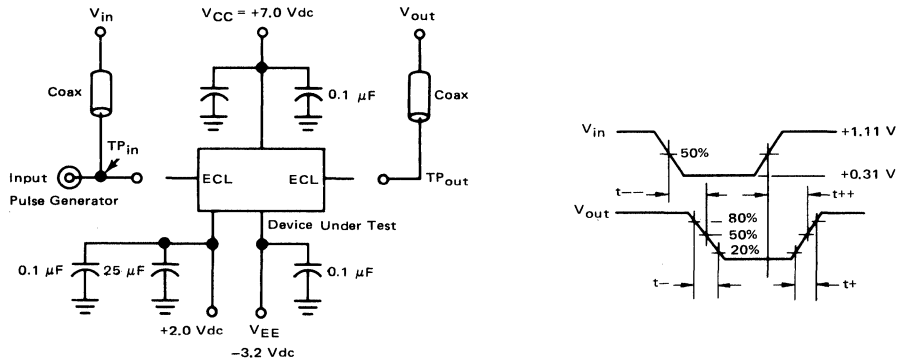 V_in
V_CC = +7.0 Vdc
V_out
Coax
0.1 μF
Coax
TP_in
Input
Pulse Generator
ECL
ECL
TP_out
Device Under Test
0.1 μF
25 μF
0.1 μF
+2.0 Vdc
V_EE
-3.2 Vdc
V_in
+1.11 V
50%
+0.31 V
t--
t++
V_out
80%
50%
20%
t-
t+